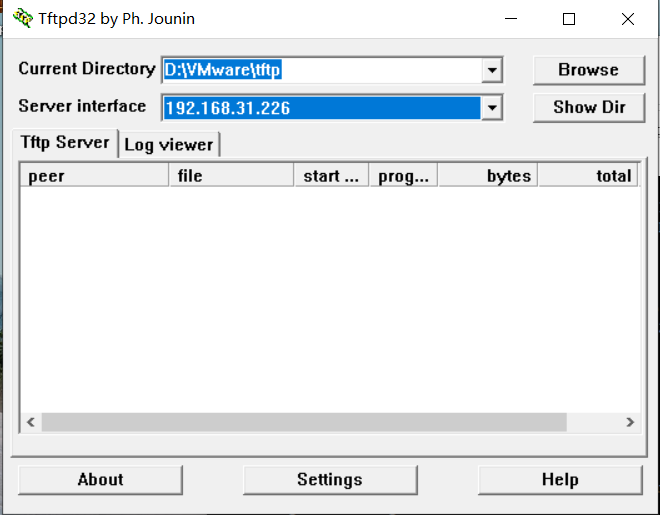 Tftpd32 by Ph. Jounin
Current Directory D:\VMware\tftp Browse
Server interface 192.168.31.226 Show Dir
Tftp Server Log viewer
peer file start ... prog... bytes total
About Settings Help